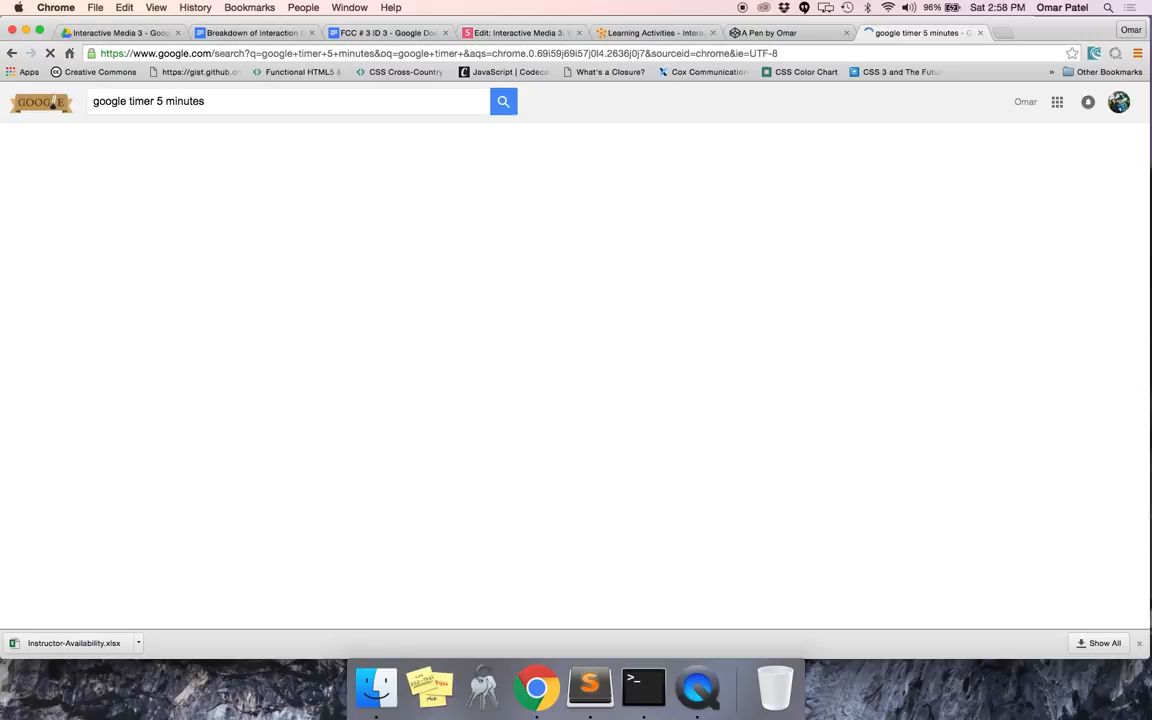 Chrome File Edit View History Bookmarks People Window Help 96% Sat 2:58 PM Omar Patel
Interactive Media 3 - Goog Breakdown of Interaction D FCC # 3 ID 3 - Google Doc Edit: Interactive Media 3: Learning Activities - Intera A Pen by Omar google timer 5 minutes - G Omar
https://www.google.com/search?q=google+timer+5+minutes&oq=google+timer+&aqs=chrome.0.69i59j69i57j0l4.2636j0j7&sourceid=chrome&ie=UTF-8
Apps Creative Commons https://gist.github.co Functional HTML5 & CSS Cross-Country JavaScript | Codeca What's a Closure? Cox Communication CSS Color Chart CSS 3 and The Futu » Other Bookmarks
GOOGLE google timer 5 minutes Omar
Instructor-Availability.xlsx Show All